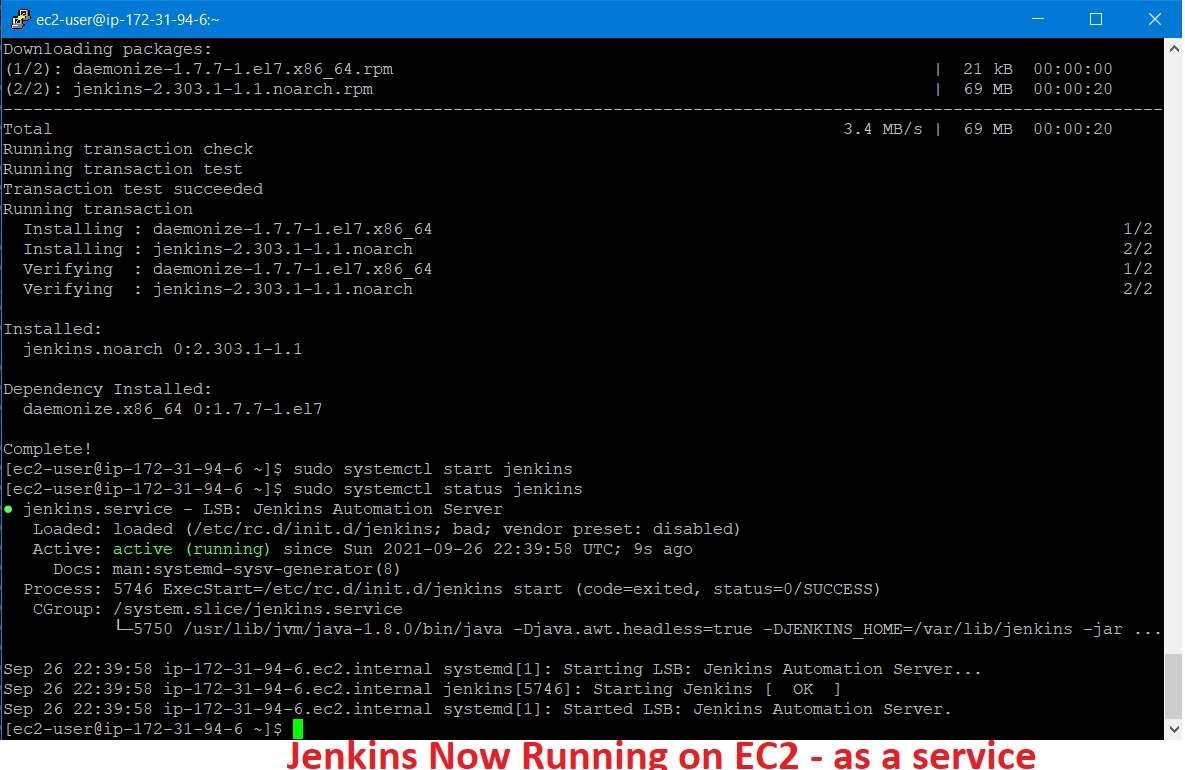 ec2-user@ip-172-31-94-6:~
Downloading packages:
(1/2): daemonize-1.7.7-1.el7.x86_64.rpm | 21 kB 00:00:00
(2/2): jenkins-2.303.1-1.1.noarch.rpm | 69 MB 00:00:20
--------------------------------------------------------------------------------
Total 3.4 MB/s | 69 MB 00:00:20
Running transaction check
Running transaction test
Transaction test succeeded
Running transaction
Installing : daemonize-1.7.7-1.el7.x86_64 1/2
Installing : jenkins-2.303.1-1.1.noarch 2/2
Verifying : daemonize-1.7.7-1.el7.x86_64 1/2
Verifying : jenkins-2.303.1-1.1.noarch 2/2
Installed:
jenkins.noarch 0:2.303.1-1.1
Dependency Installed:
daemonize.x86_64 0:1.7.7-1.el7
Complete!
[ec2-user@ip-172-31-94-6 ~]$ sudo systemctl start jenkins
[ec2-user@ip-172-31-94-6 ~]$ sudo systemctl status jenkins
● jenkins.service - LSB: Jenkins Automation Server
Loaded: loaded (/etc/rc.d/init.d/jenkins; bad; vendor preset: disabled)
Active: active (running) since Sun 2021-09-26 22:39:58 UTC; 9s ago
Docs: man:systemd-sysv-generator(8)
Process: 5746 ExecStart=/etc/rc.d/init.d/jenkins start (code=exited, status=0/SUCCESS)
CGroup: /system.slice/jenkins.service
└─5750 /usr/lib/jvm/java-1.8.0/bin/java -Djava.awt.headless=true -DJENKINS_HOME=/var/lib/jenkins -jar ...
Sep 26 22:39:58 ip-172-31-94-6.ec2.internal systemd[1]: Starting LSB: Jenkins Automation Server...
Sep 26 22:39:58 ip-172-31-94-6.ec2.internal jenkins[5746]: Starting Jenkins [ OK ]
Sep 26 22:39:58 ip-172-31-94-6.ec2.internal systemd[1]: Started LSB: Jenkins Automation Server.
[ec2-user@ip-172-31-94-6 ~]$
Jenkins Now Running on EC2 - as a service